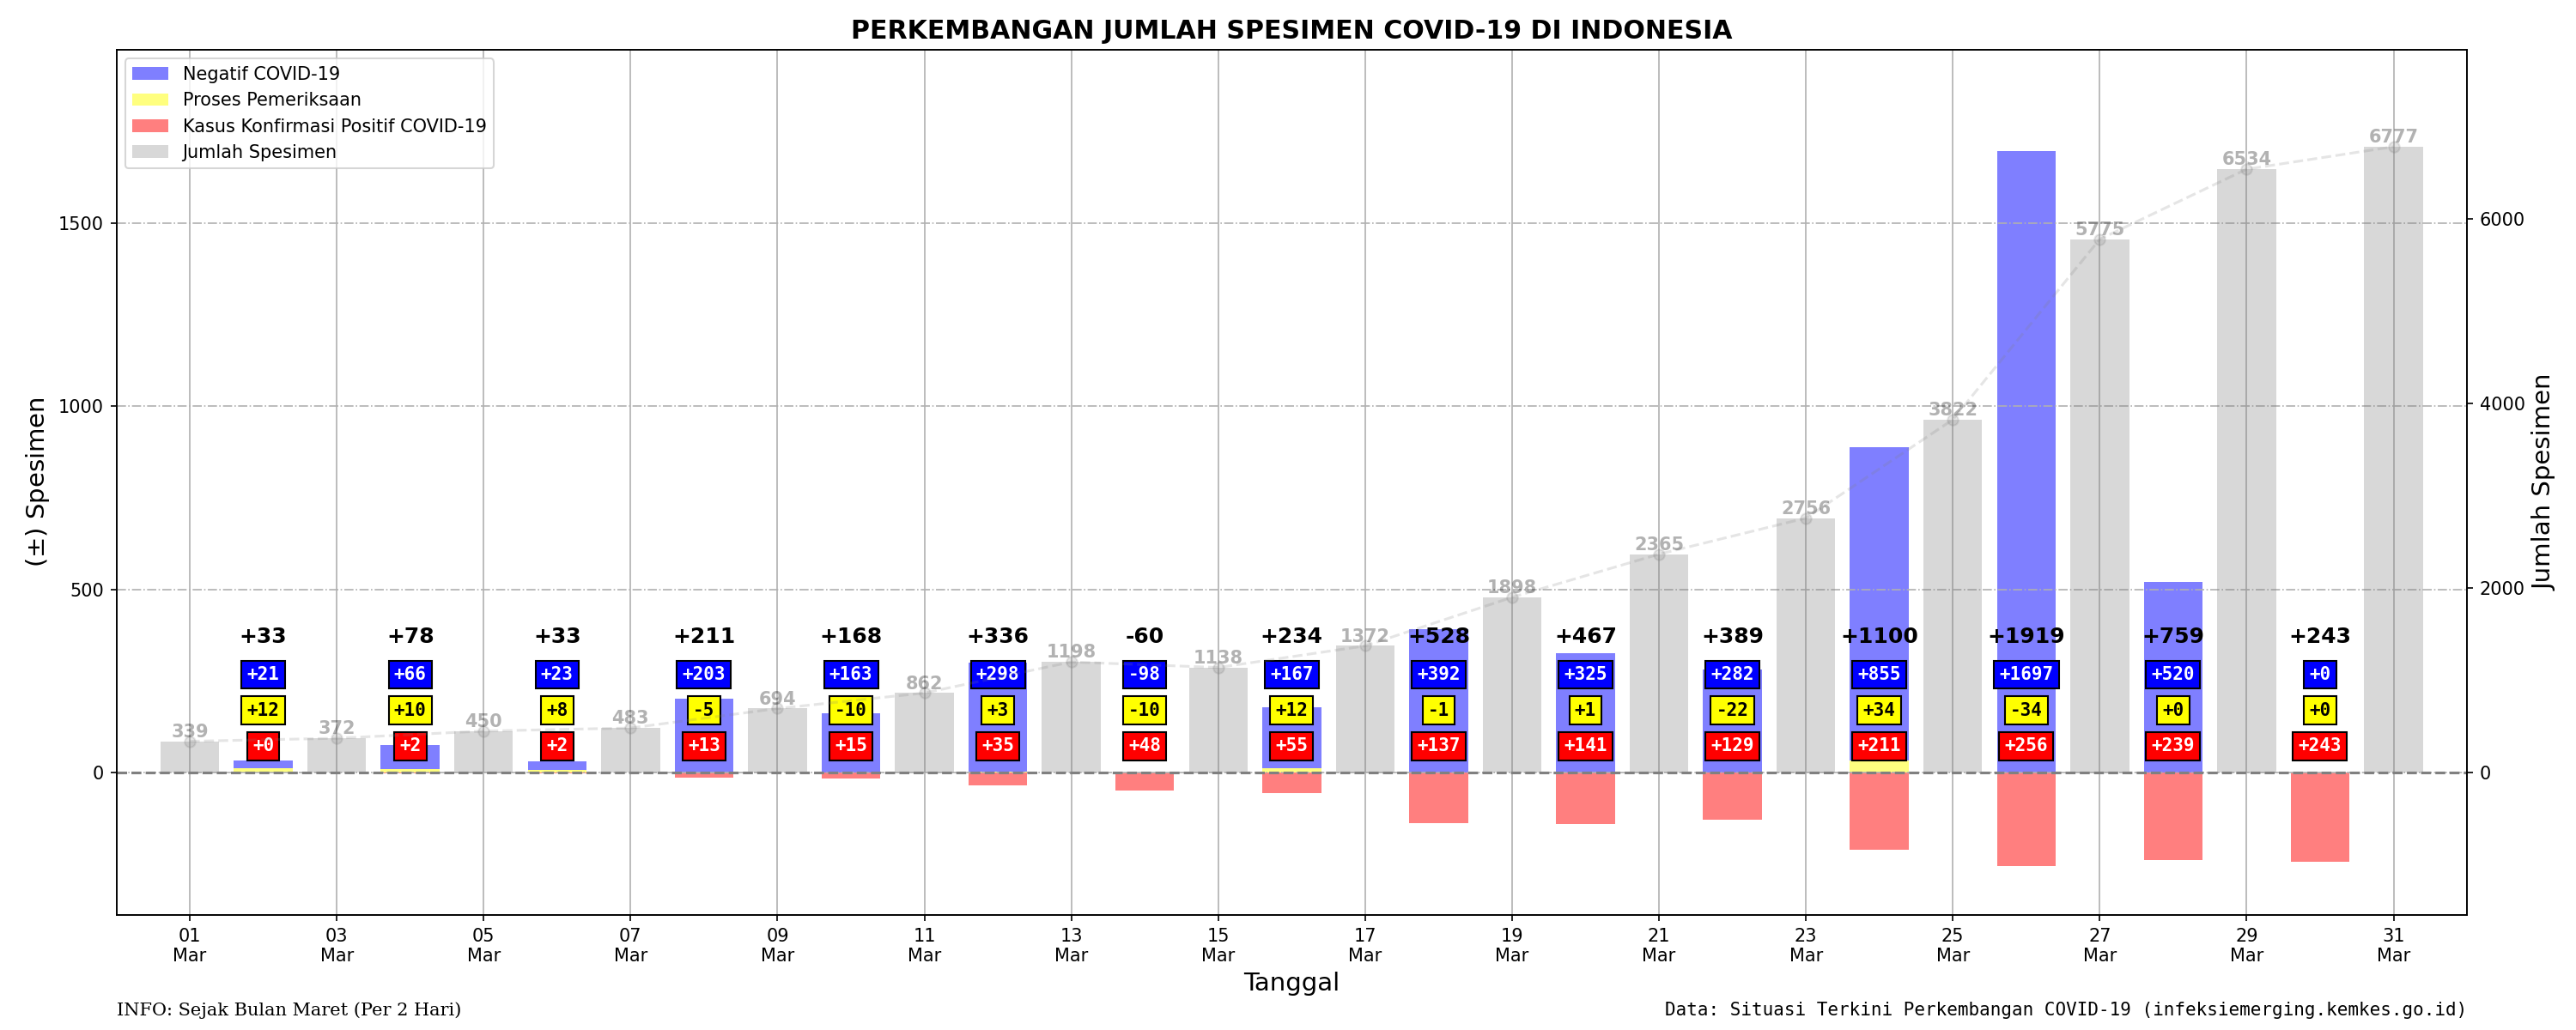 PERKEMBANGAN JUMLAH SPESIMEN COVID-19 DI INDONESIA
Negatif COVID-19
Proses Pemeriksaan
Kasus Konfirmasi Positif COVID-19
Jumlah Spesimen
(±) Spesimen
1500
1000
500
0
6000
4000
2000
0
Jumlah Spesimen
339 372 450 483 694 862 1198 1138 1372 1898 2365 2756 3822 5775 6534 6777
+33 +78 +33 +211 +168 +336 -60 +234 +528 +467 +389 +1100 +1919 +759 +243
+21 +66 +23 +203 +163 +298 -98 +167 +392 +325 +282 +855 +1697 +520 +0
+12 +10 +8 -5 -10 +3 -10 +12 -1 +1 -22 +34 -34 +0 +0
+0 +2 +2 +13 +15 +35 +48 +55 +137 +141 +129 +211 +256 +239 +243
01 03 05 07 09 11 13 15 17 19 21 23 25 27 29 31
Mar Mar Mar Mar Mar Mar Mar Mar Mar Mar Mar Mar Mar Mar Mar Mar
Tanggal
INFO: Sejak Bulan Maret (Per 2 Hari)
Data: Situasi Terkini Perkembangan COVID-19 (infeksiemerging.kemkes.go.id)